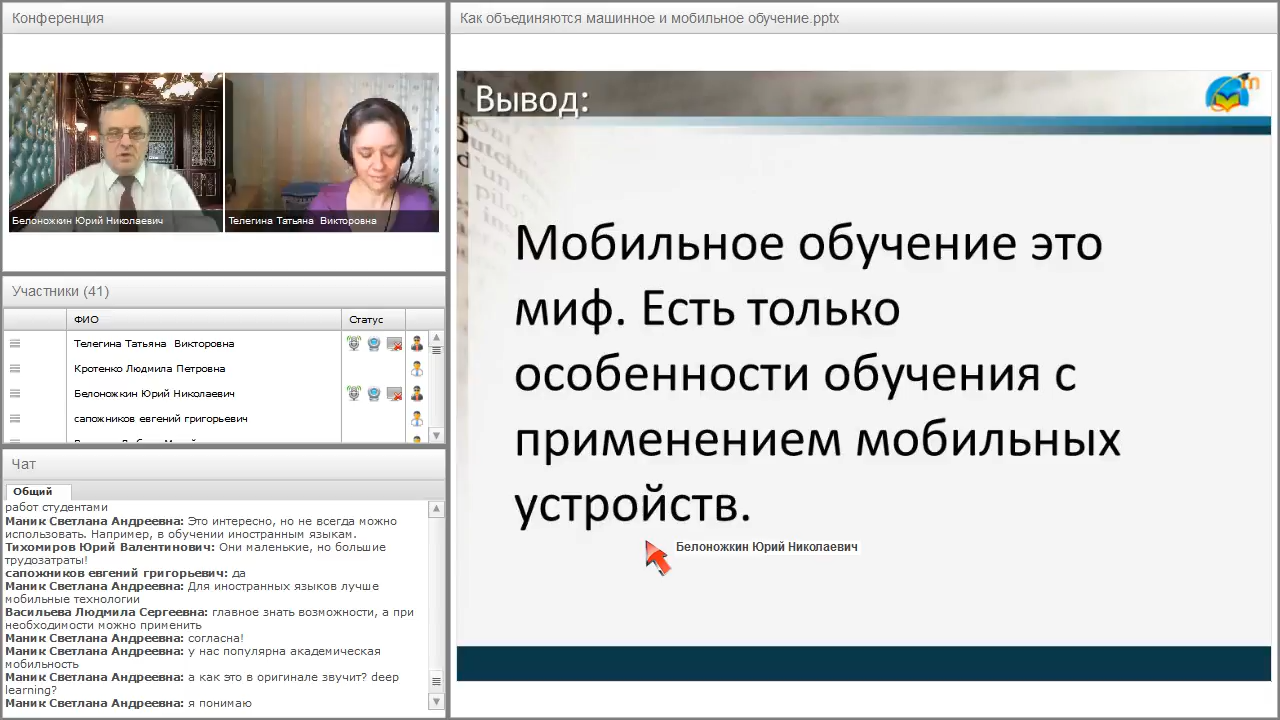 Конференция
Белоножкин Юрий Николаевич
Телегина Татьяна Викторовна
Участники (41)
ФИО
Статус
Телегина Татьяна Викторовна
Кротенко Людмила Петровна
Белоножкин Юрий Николаевич
сапожников евгений григорьевич
Чат
Общий
работ студентами
Маник Светлана Андреевна: Это интересно, но не всегда можно
использовать. Например, в обучении иностранным языкам.
Тихомиров Юрий Валентинович: Они маленькие, но большие
трудозатраты!
сапожников евгений григорьевич: да
Маник Светлана Андреевна: Для иностранных языков лучше
мобильные технологии
Васильева Людмила Сергеевна: главное знать возможности, а при
необходимости можно применить
Маник Светлана Андреевна: согласна!
Маник Светлана Андреевна: у нас популярна академическая
мобильность
Маник Светлана Андреевна: а как это в оригинале звучит? deep
learning?
Маник Светлана Андреевна: я понимаю
Как объединяются машинное и мобильное обучение.pptx
Вывод:
m
Мобильное обучение это
миф. Есть только
особенности обучения с
применением мобильных
устройств.
Белоножкин Юрий Николаевич